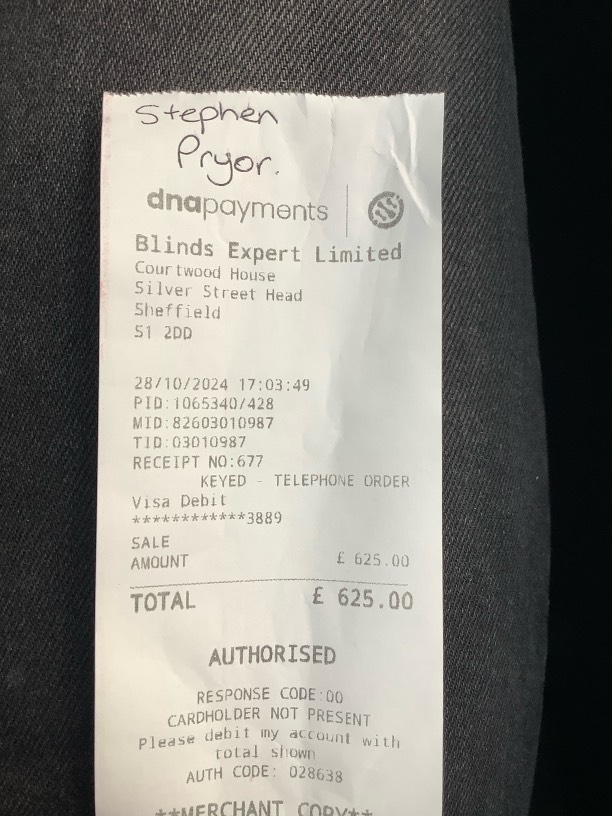 Stephen
Pryor.
dnapayments
Blinds Expert Limited
Courtwood House
Silver Street Head
Sheffield
S1 2DD
28/10/2024 17:03:49
PID:1065340/428
MID:82603010987
TID:03010987
RECEIPT NO:677
KEYED - TELEPHONE ORDER
Visa Debit
************3889
SALE
AMOUNT £ 625.00
TOTAL £ 625.00
AUTHORISED
RESPONSE CODE:00
CARDHOLDER NOT PRESENT
Please debit my account with
total shown
AUTH CODE: 028638
**MERCHANT COPY**